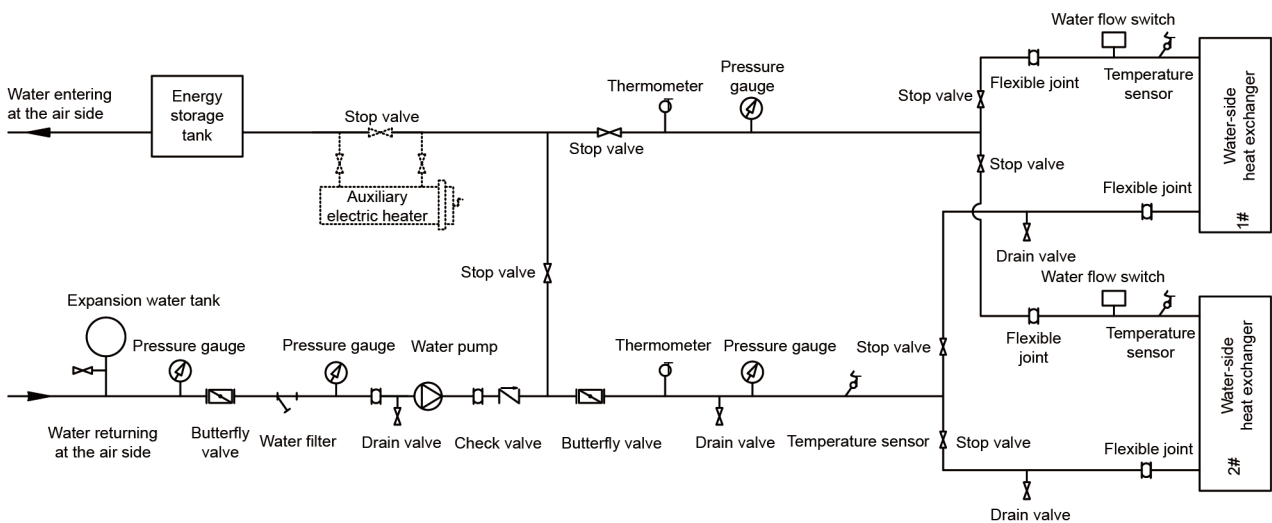 Water flow switch
Flexible joint
Temperature
sensor
Water-side
heat exchanger
1#
Thermometer
Pressure
gauge
Stop valve
Water entering
at the air side
Energy
storage
tank
Stop valve
Stop valve
Stop valve
Auxiliary
electric heater
Flexible joint
Drain valve
Water flow switch
Stop valve
Expansion water tank
Pressure gauge
Pressure gauge
Water pump
Thermometer
Pressure gauge
Stop valve
Flexible
joint
Temperature
sensor
Water-side
heat exchanger
2#
Water returning
at the air side
Butterfly
valve
Water filter
Drain valve
Check valve
Butterfly valve
Drain valve
Temperature sensor
Stop valve
Flexible joint
Drain valve